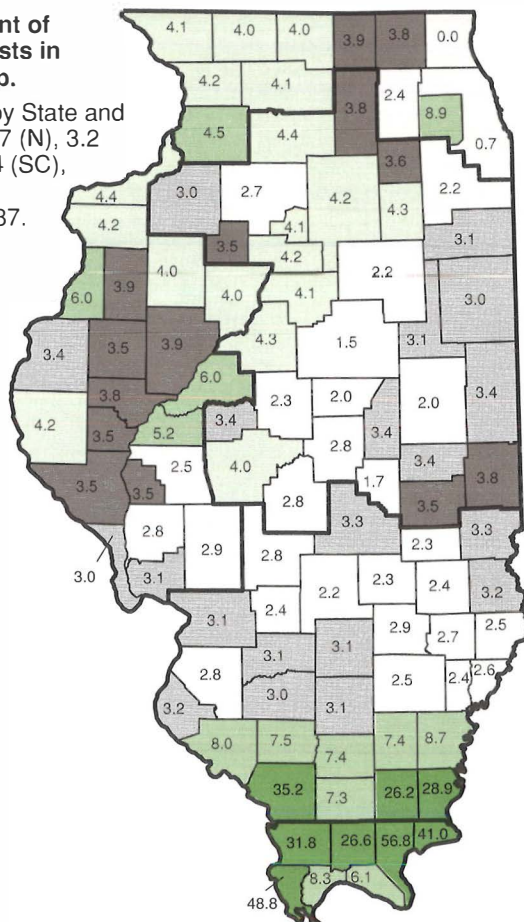 nt of
sts in
p.
by State and
7 (N), 3.2
4 (SC),
37.
4.1 4.0 4.0 3.9 3.8 0.0
4.2 4.1 3.8 2.4 8.9 0.7
4.5 4.4 3.6
3.0 2.7 4.2 4.3 2.2
4.4 4.2 4.1 3.1
3.5 4.2
6.0 3.9 4.0 4.0 4.1 2.2 3.0
3.4 3.5 3.9 4.3 1.5 3.1
6.0 3.4
3.8 2.3 2.0 2.0
4.2 3.5 5.2 3.4 2.8 3.4
3.5 3.5 2.5 4.0 1.7 3.4 3.8
2.8 3.5
3.0 2.8 2.9 2.8 3.3 2.3 3.3
3.1 2.2 2.3 2.4 3.2
3.1 2.4 2.9 2.7 2.5
2.8 3.1 3.1 2.5 2.4 2.6
3.2 3.0 3.1
8.0 7.5 7.4 7.4 8.7
35.2 7.3 26.2 28.9
31.8 26.6 56.8 41.0
48.8 8.3 6.1